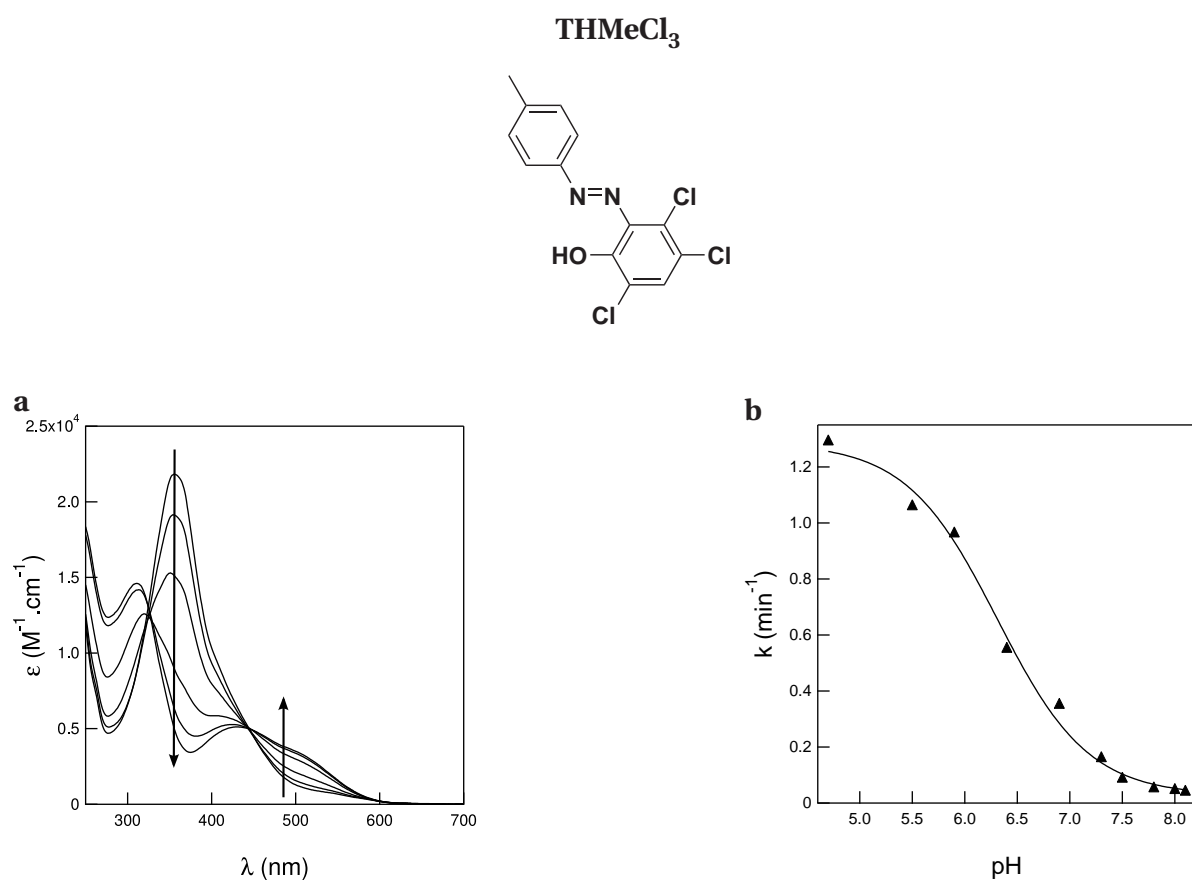 THMeCl₃
N=N
Cl
HO
Cl
Cl
a
2.5x10⁴
2.0
1.5
1.0
0.5
0
ε (M⁻¹.cm⁻¹)
300 400 500 600 700
λ (nm)
b
1.2
1.0
0.8
0.6
0.4
0.2
0
k (min⁻¹)
5.0 5.5 6.0 6.5 7.0 7.5 8.0
pH